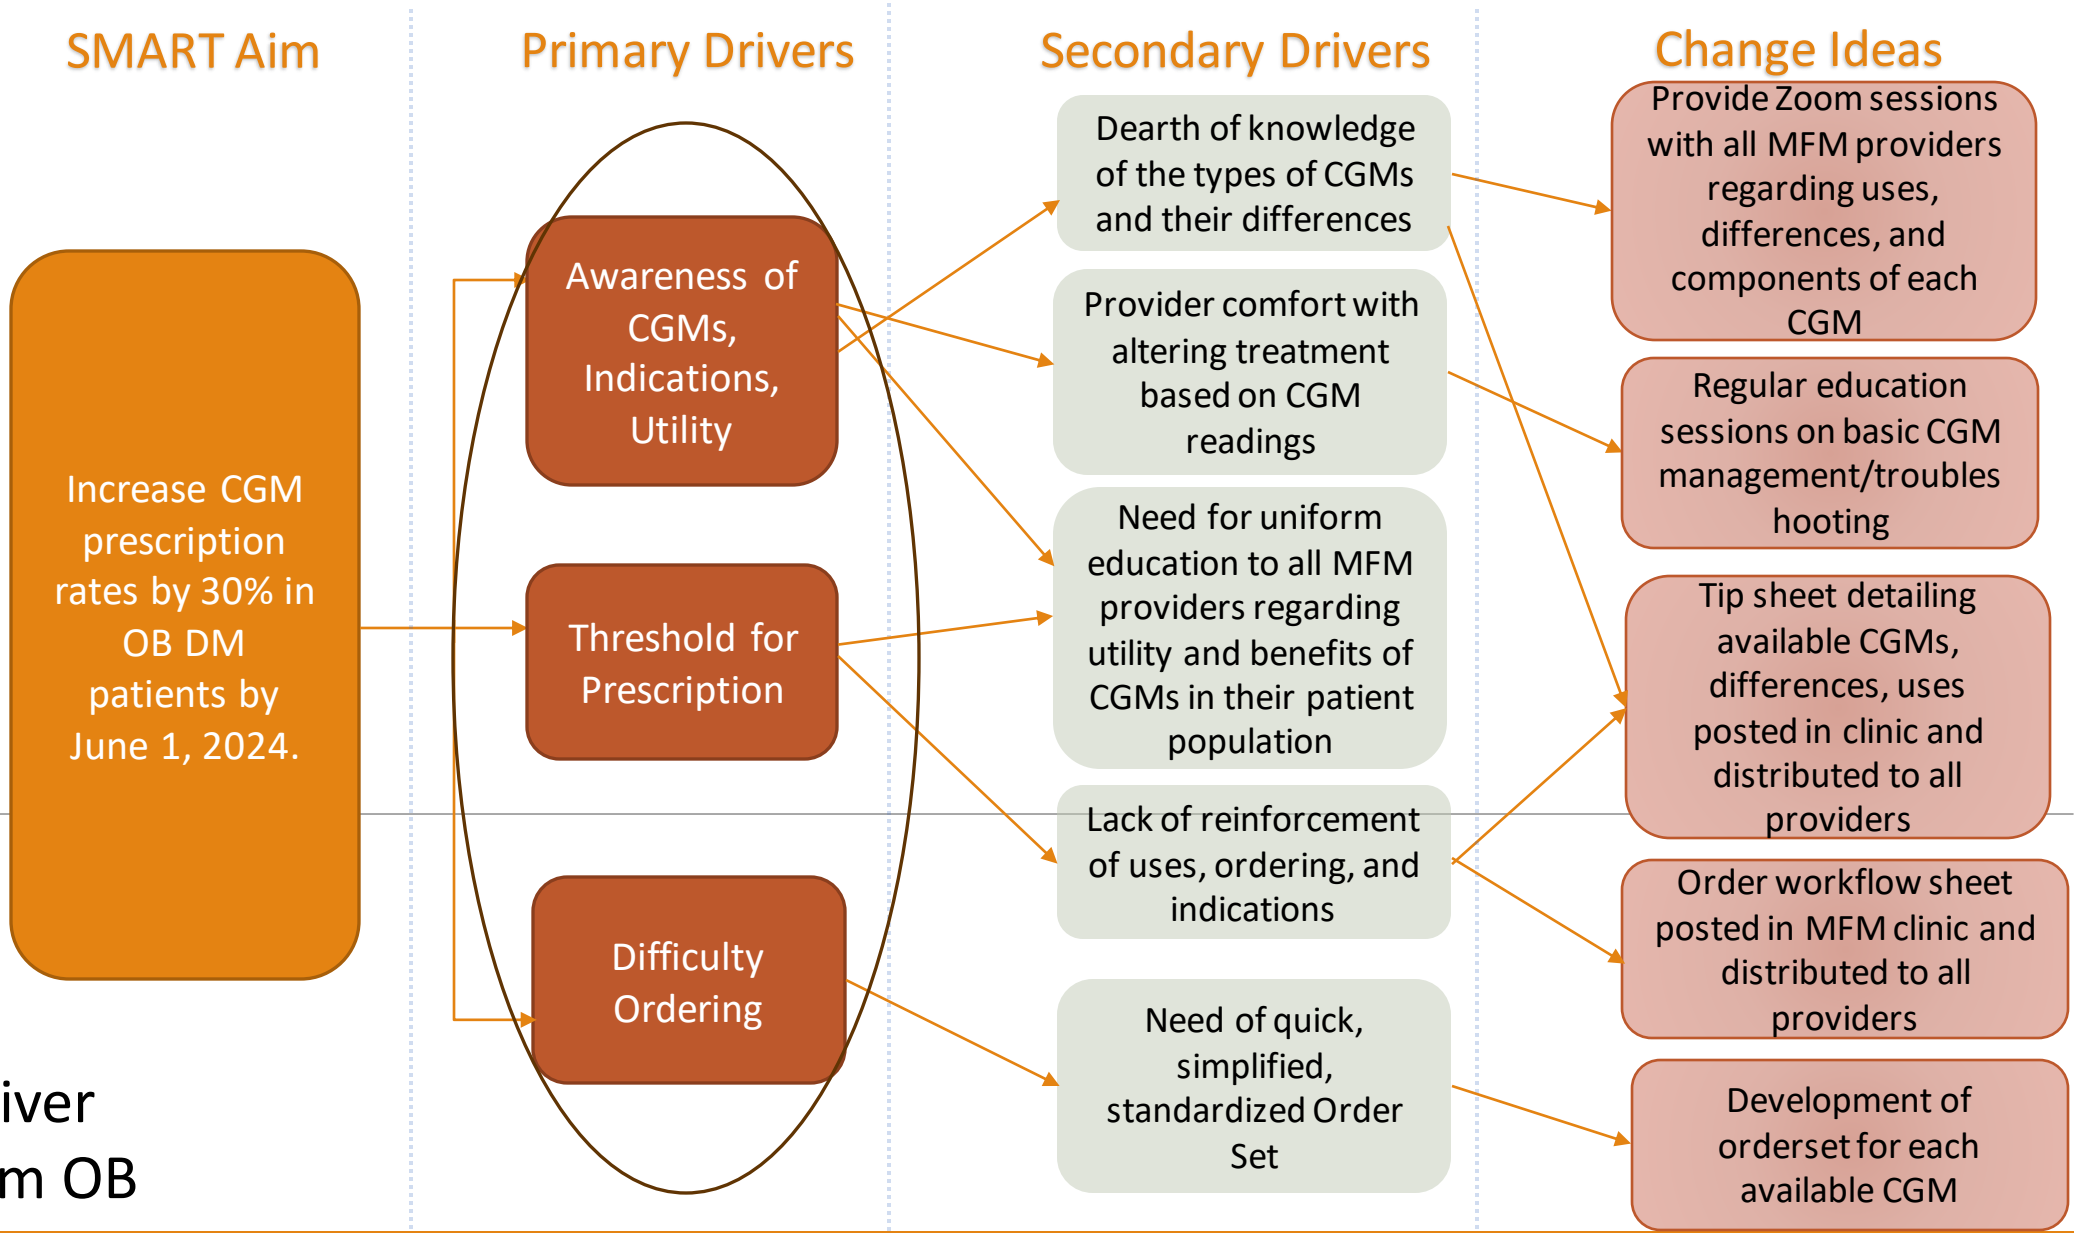 SMART Aim
Primary Drivers
Secondary Drivers
Change Ideas
Increase CGM
prescription
rates by 30% in
OB DM
patients by
June 1, 2024.
Awareness of
CGMs,
Indications,
Utility
Threshold for
Prescription
Difficulty
Ordering
Dearth of knowledge
of the types of CGMs
and their differences
Provider comfort with
altering treatment
based on CGM
readings
Need for uniform
education to all MFM
providers regarding
utility and benefits of
CGMs in their patient
population
Lack of reinforcement
of uses, ordering, and
indications
Need of quick,
simplified,
standardized Order
Set
Provide Zoom sessions
with all MFM providers
regarding uses,
differences, and
components of each
CGM
Regular education
sessions on basic CGM
management/troubles
hooting
Tip sheet detailing
available CGMs,
differences, uses
posted in clinic and
distributed to all
providers
Order workflow sheet
posted in MFM clinic and
distributed to all
providers
Development of
orderset for each
available CGM
iver
m OB